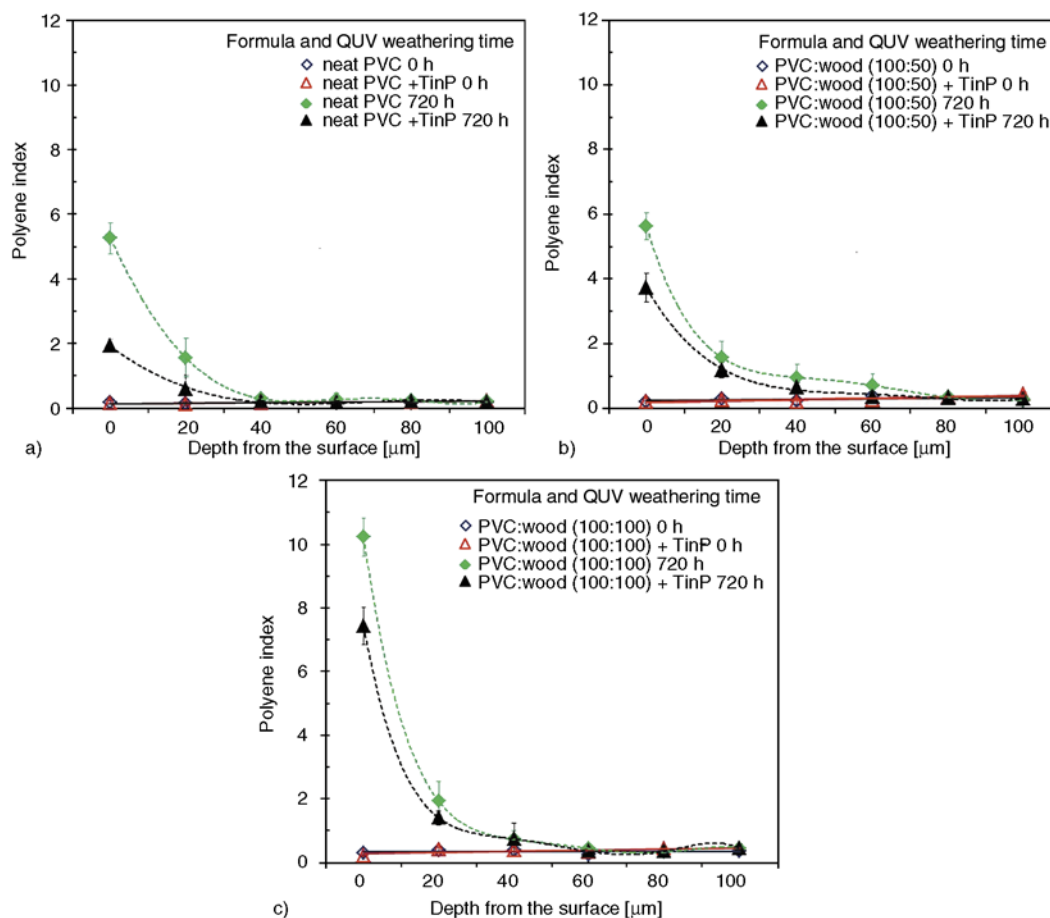 12
10
8
6
4
2
0
Polyene index
Formula and QUV weathering time
neat PVC 0 h
neat PVC +TinP 0 h
neat PVC 720 h
neat PVC +TinP 720 h
0 20 40 60 80 100
a) Depth from the surface [µm]
12
10
8
6
4
2
0
Polyene index
Formula and QUV weathering time
PVC:wood (100:50) 0 h
PVC:wood (100:50) + TinP 0 h
PVC:wood (100:50) 720 h
PVC:wood (100:50) + TinP 720 h
0 20 40 60 80 100
b) Depth from the surface [µm]
12
10
8
6
4
2
0
Polyene index
Formula and QUV weathering time
PVC:wood (100:100) 0 h
PVC:wood (100:100) + TinP 0 h
PVC:wood (100:100) 720 h
PVC:wood (100:100) + TinP 720 h
0 20 40 60 80 100
c) Depth from the surface [µm]